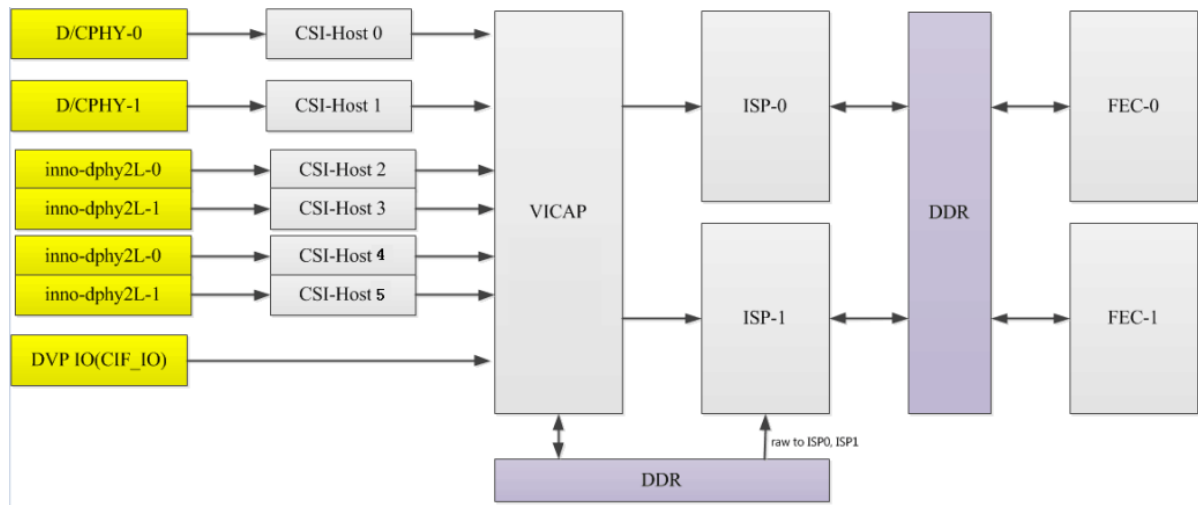 D/CPHY-0
CSI-Host 0
D/CPHY-1
CSI-Host 1
inno-dphy2L-0
CSI-Host 2
inno-dphy2L-1
CSI-Host 3
inno-dphy2L-0
CSI-Host 4
inno-dphy2L-1
CSI-Host 5
DVP IO(CIF_IO)
VICAP
ISP-0
ISP-1
raw to ISP0, ISP1
DDR
DDR
FEC-0
FEC-1